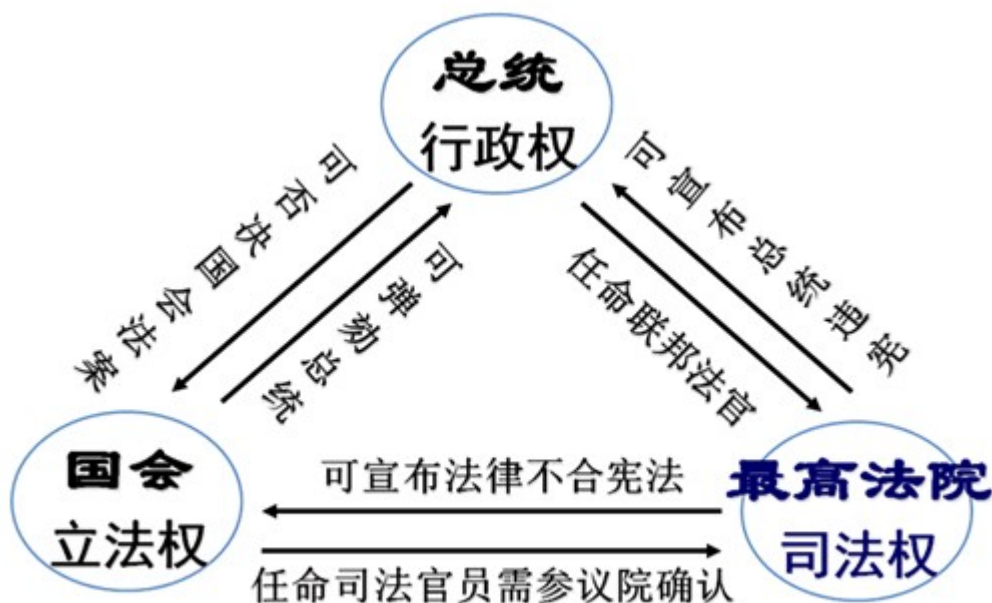 总统
行政权
可否决国会法案
可弹劾总统
可宣布总统违宪
任命联邦法官
国会
立法权
可宣布法律不合宪法
任命司法官员需参议院确认
最高法院
司法权